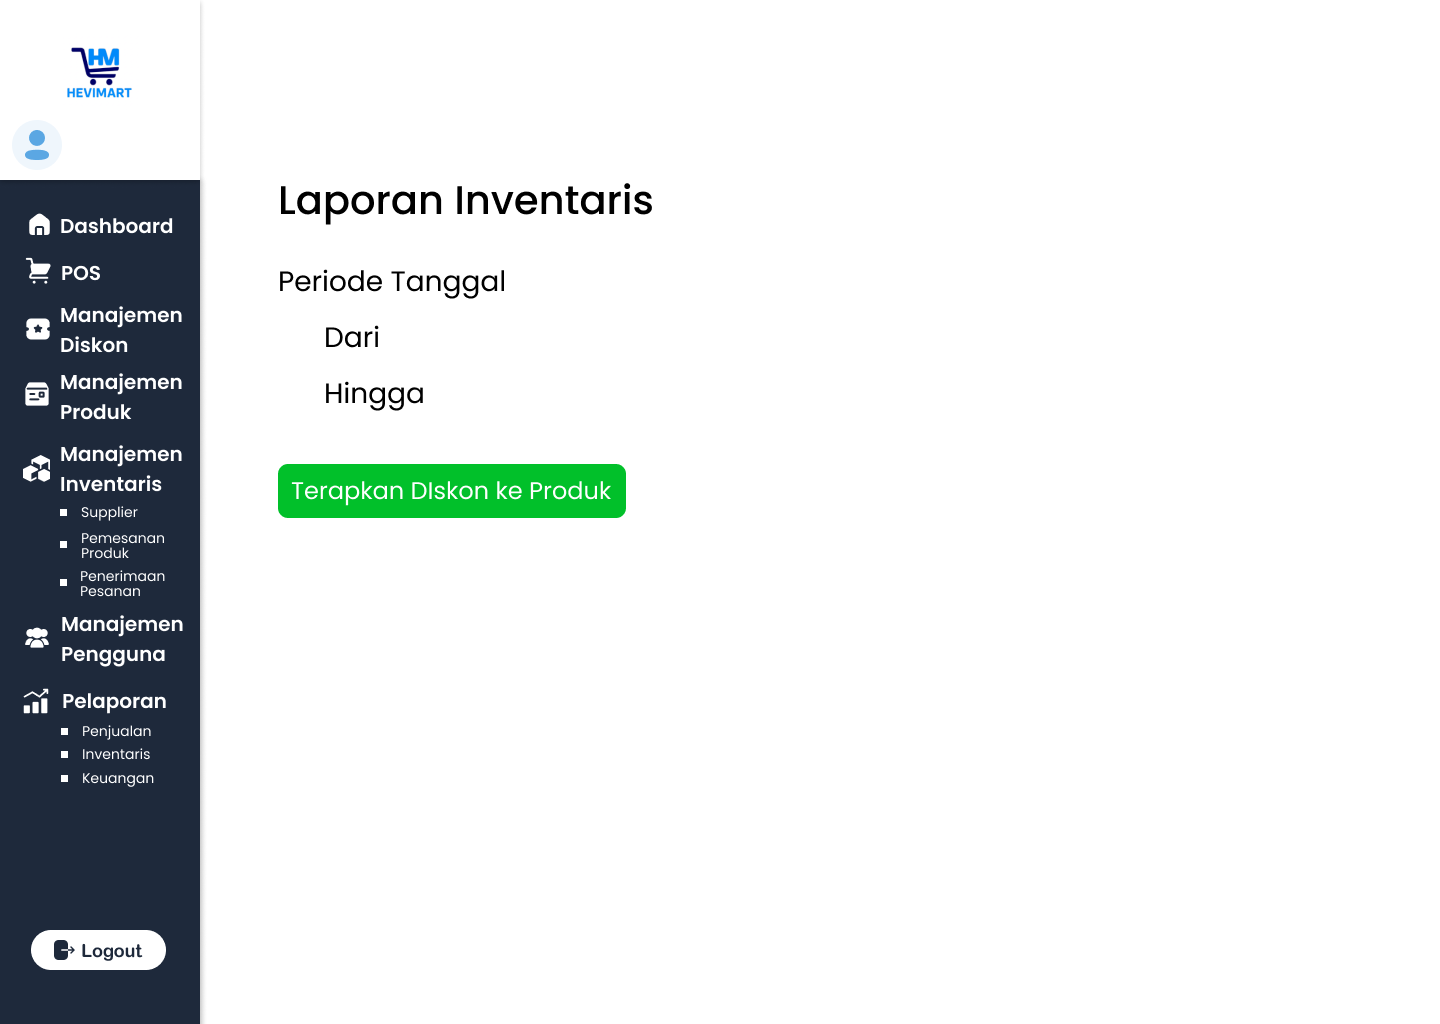 HM
HEVIMART
Dashboard
POS
Manajemen
Diskon
Manajemen
Produk
Manajemen
Inventaris
Supplier
Pemesanan
Produk
Penerimaan
Pesanan
Manajemen
Pengguna
Pelaporan
Penjualan
Inventaris
Keuangan
Logout
Laporan Inventaris
Periode Tanggal
Dari
Hingga
Terapkan DIskon ke Produk